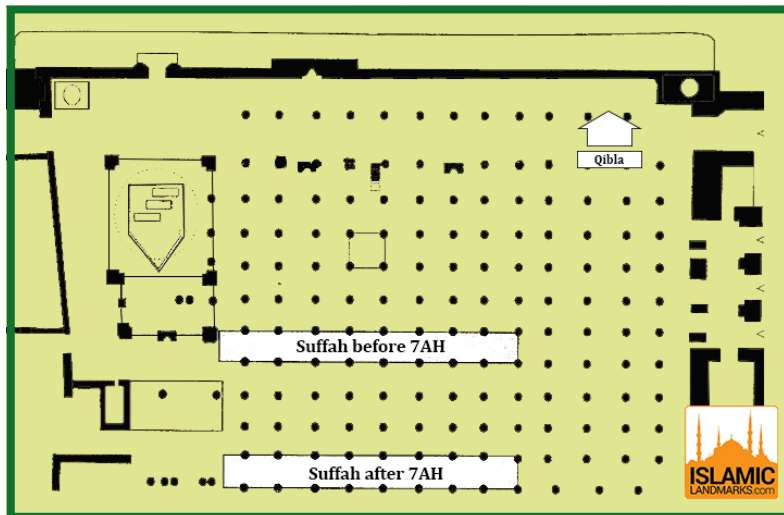 Qibla
Suffah before 7AH
Suffah after 7AH
ISLAMIC
LANDMARKS.com